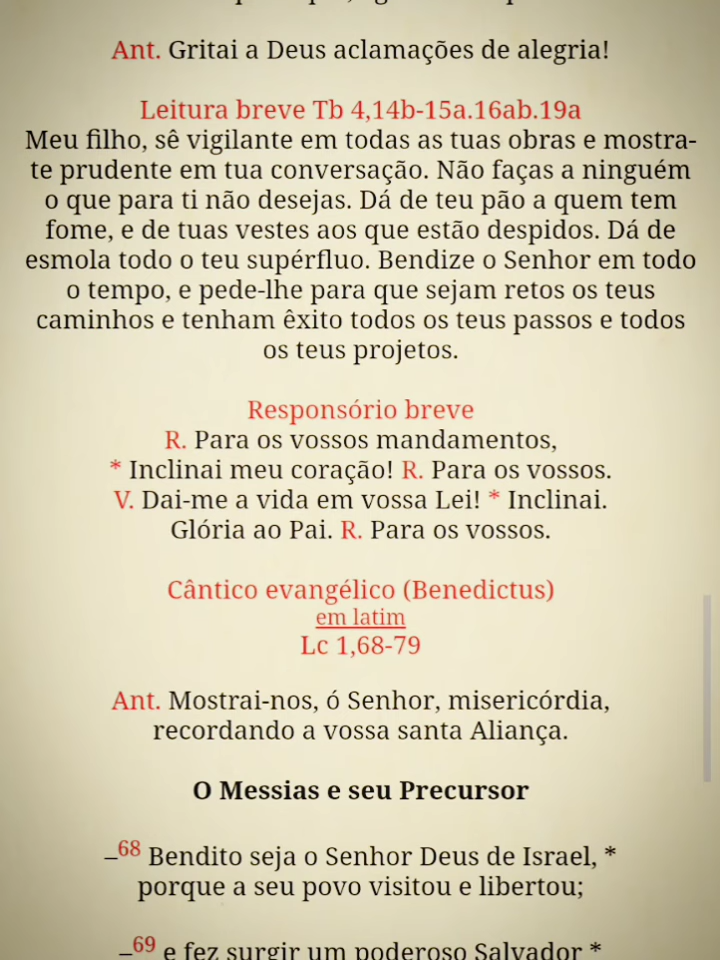 Ant. Gritai a Deus aclamações de alegria!
Leitura breve Tb 4,14b-15a.16ab.19a
Meu filho, sê vigilante em todas as tuas obras e mostra-
te prudente em tua conversação. Não faças a ninguém
o que para ti não desejas. Dá de teu pão a quem tem
fome, e de tuas vestes aos que estão despidos. Dá de
esmola todo o teu supérfluo. Bendize o Senhor em todo
o tempo, e pede-lhe para que sejam retos os teus
caminhos e tenham êxito todos os teus passos e todos
os teus projetos.
Responsório breve
R. Para os vossos mandamentos,
* Inclinai meu coração! R. Para os vossos.
V. Dai-me a vida em vossa Lei! * Inclinai.
Glória ao Pai. R. Para os vossos.
Cântico evangélico (Benedictus)
em latim
Lc 1,68-79
Ant. Mostrai-nos, ó Senhor, misericórdia,
recordando a vossa santa Aliança.
O Messias e seu Precursor
–68 Bendito seja o Senhor Deus de Israel, *
porque a seu povo visitou e libertou;
–69 e fez surgir um poderoso Salvador *